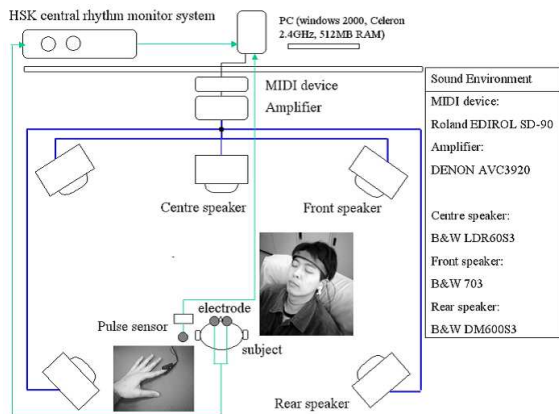 HSK central rhythm monitor system
PC (windows 2000, Celeron
2.4GHz, 512MB RAM)
MIDI device
Amplifier
Centre speaker
Front speaker
electrode
Pulse sensor
subject
Rear speaker
Sound Environment
MIDI device:
Roland EDIROL SD-90
Amplifier:
DENON AVC3920
Centre speaker:
B&W LDR60S3
Front speaker:
B&W 703
Rear speaker:
B&W DM600S3